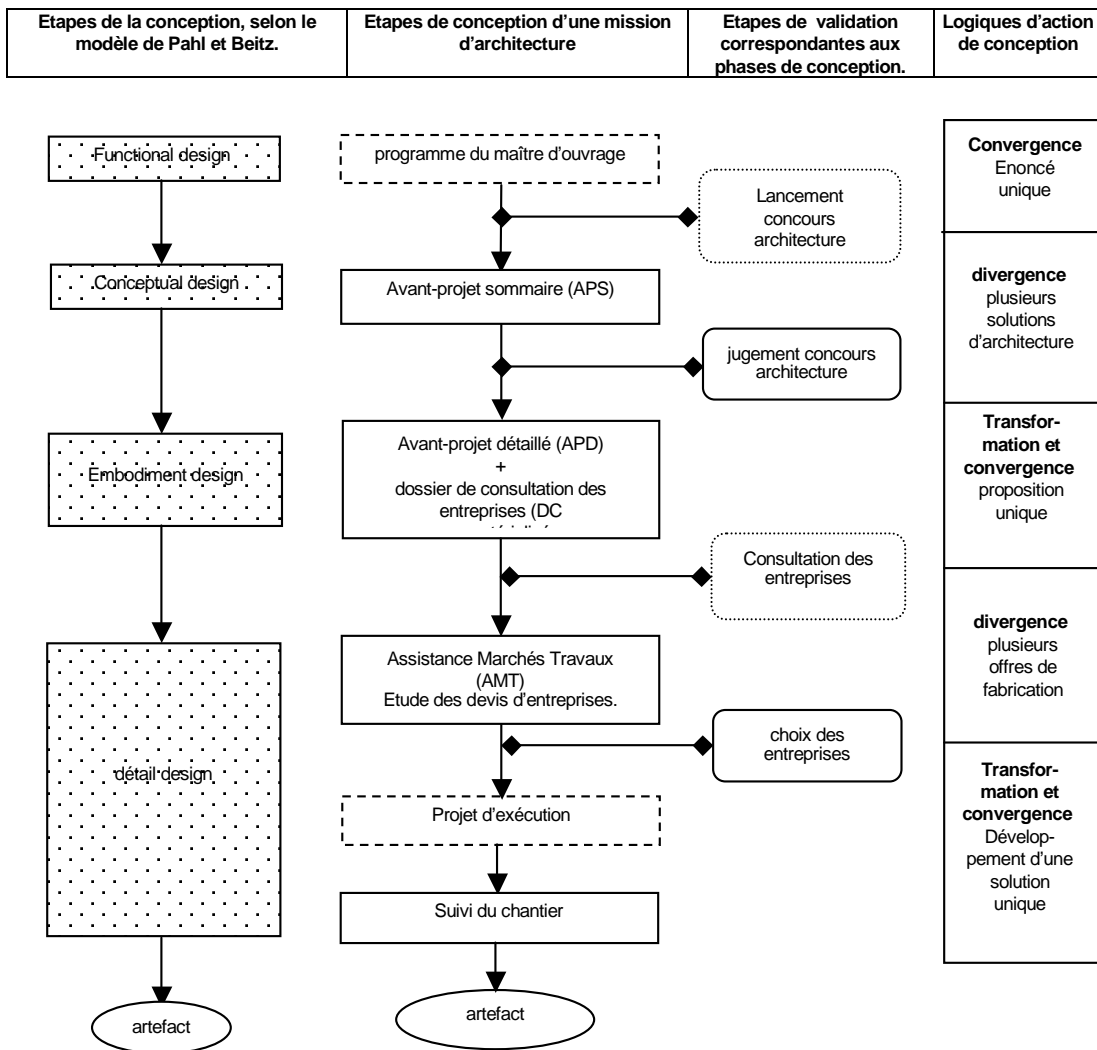 Etapes de la conception, selon le
modèle de Pahl et Beitz.
Etapes de conception d'une mission
d'architecture
Etapes de  validation
correspondantes aux
phases de conception.
Logiques d'action
de conception
Functional design
programme du maître d'ouvrage
Lancement
concours
architecture
Convergence
Enoncé
unique
Conceptual design
Avant-projet sommaire (APS)
divergence
plusieurs
solutions
d'architecture
jugement concours
architecture
Embodiment design
Avant-projet détaillé (APD)
+
dossier de consultation des
entreprises (DC
Transfor-
mation et
convergence
proposition
unique
Consultation des
entreprises
divergence
plusieurs
offres de
fabrication
détail design
Assistance Marchés Travaux
(AMT)
Etude des devis d'entreprises.
choix des
entreprises
Transfor-
mation et
convergence
Dévelop-
pement d'une
solution
unique
Projet d'exécution
Suivi du chantier
artefact
artefact